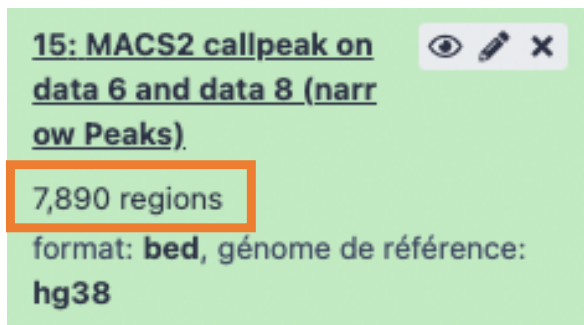 15: MACS2 callpeak on
data 6 and data 8 (narr
ow Peaks)
7,890 regions
format: bed, génome de référence:
hg38